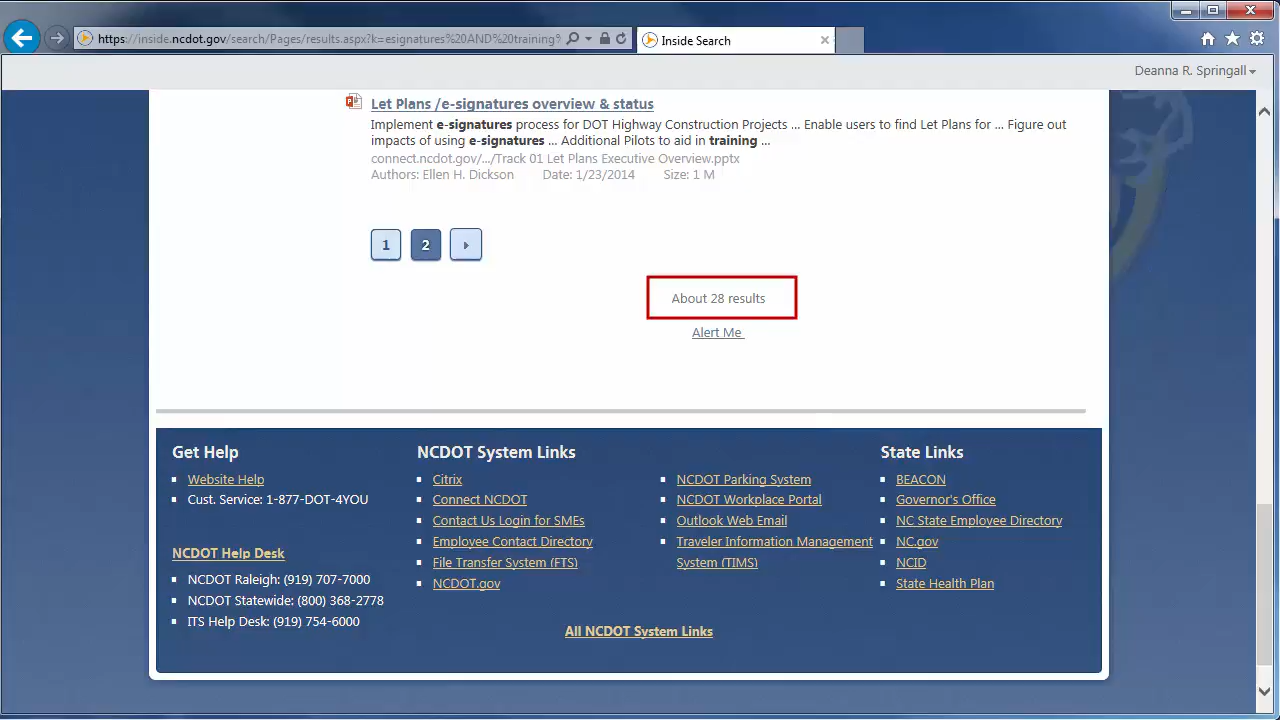 https://inside.ncdot.gov/search/Pages/results.aspx?k=esignatures%20AND%20training%
Inside Search
Deanna R. Springall
Let Plans /e-signatures overview & status
Implement e-signatures process for DOT Highway Construction Projects ... Enable users to find Let Plans for ... Figure out
impacts of using e-signatures ... Additional Pilots to aid in training ...
connect.ncdot.gov/.../Track 01 Let Plans Executive Overview.pptx
Authors: Ellen H. Dickson Date: 1/23/2014 Size: 1 M
1 2
About 28 results
Alert Me
Get Help
Website Help
Cust. Service: 1-877-DOT-4YOU
NCDOT Help Desk
NCDOT Raleigh: (919) 707-7000
NCDOT Statewide: (800) 368-2778
ITS Help Desk: (919) 754-6000
NCDOT System Links
Citrix
Connect NCDOT
Contact Us Login for SMEs
Employee Contact Directory
File Transfer System (FTS)
NCDOT.gov
NCDOT Parking System
NCDOT Workplace Portal
Outlook Web Email
Traveler Information Management
System (TIMS)
State Links
BEACON
Governor's Office
NC State Employee Directory
NC.gov
NCID
State Health Plan
All NCDOT System Links